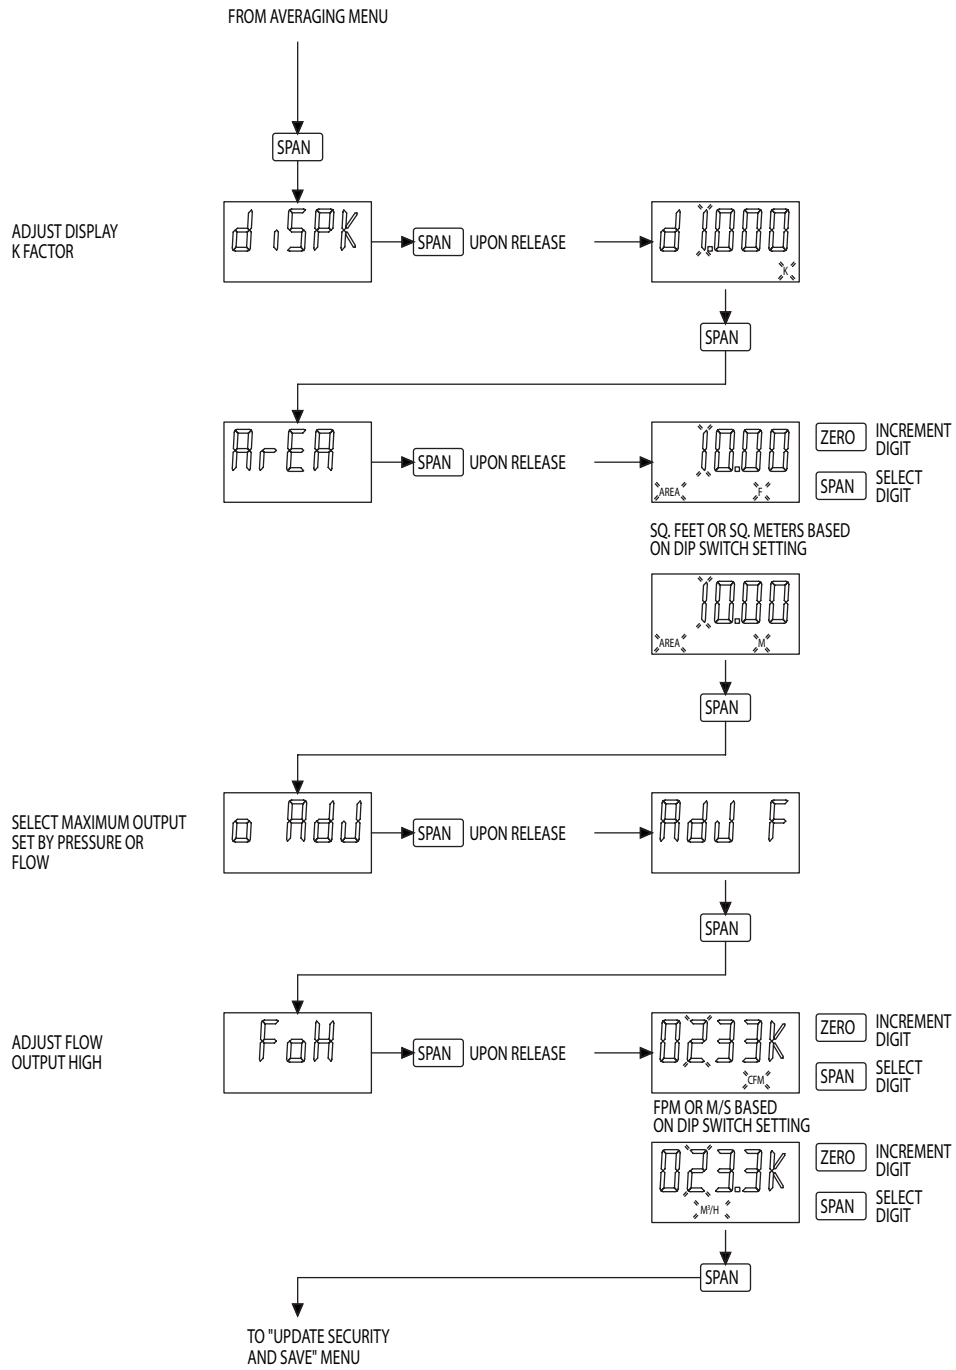 FROM AVERAGING MENU
SPAN
ADJUST DISPLAY
K FACTOR
diSPK
SPAN UPON RELEASE
d1.000
K
SPAN
ArEA
SPAN UPON RELEASE
10.00
AREA F
ZERO INCREMENT
DIGIT
SPAN SELECT
DIGIT
SQ. FEET OR SQ. METERS BASED
ON DIP SWITCH SETTING
10.00
AREA M
SPAN
SELECT MAXIMUM OUTPUT
SET BY PRESSURE OR
FLOW
o AdJ
SPAN UPON RELEASE
AdJ F
SPAN
ADJUST FLOW
OUTPUT HIGH
FoH
SPAN UPON RELEASE
0233K
CFM
ZERO INCREMENT
DIGIT
SPAN SELECT
DIGIT
FPM OR M/S BASED
ON DIP SWITCH SETTING
023.3K
M³/H
ZERO INCREMENT
DIGIT
SPAN SELECT
DIGIT
SPAN
TO "UPDATE SECURITY
AND SAVE" MENU